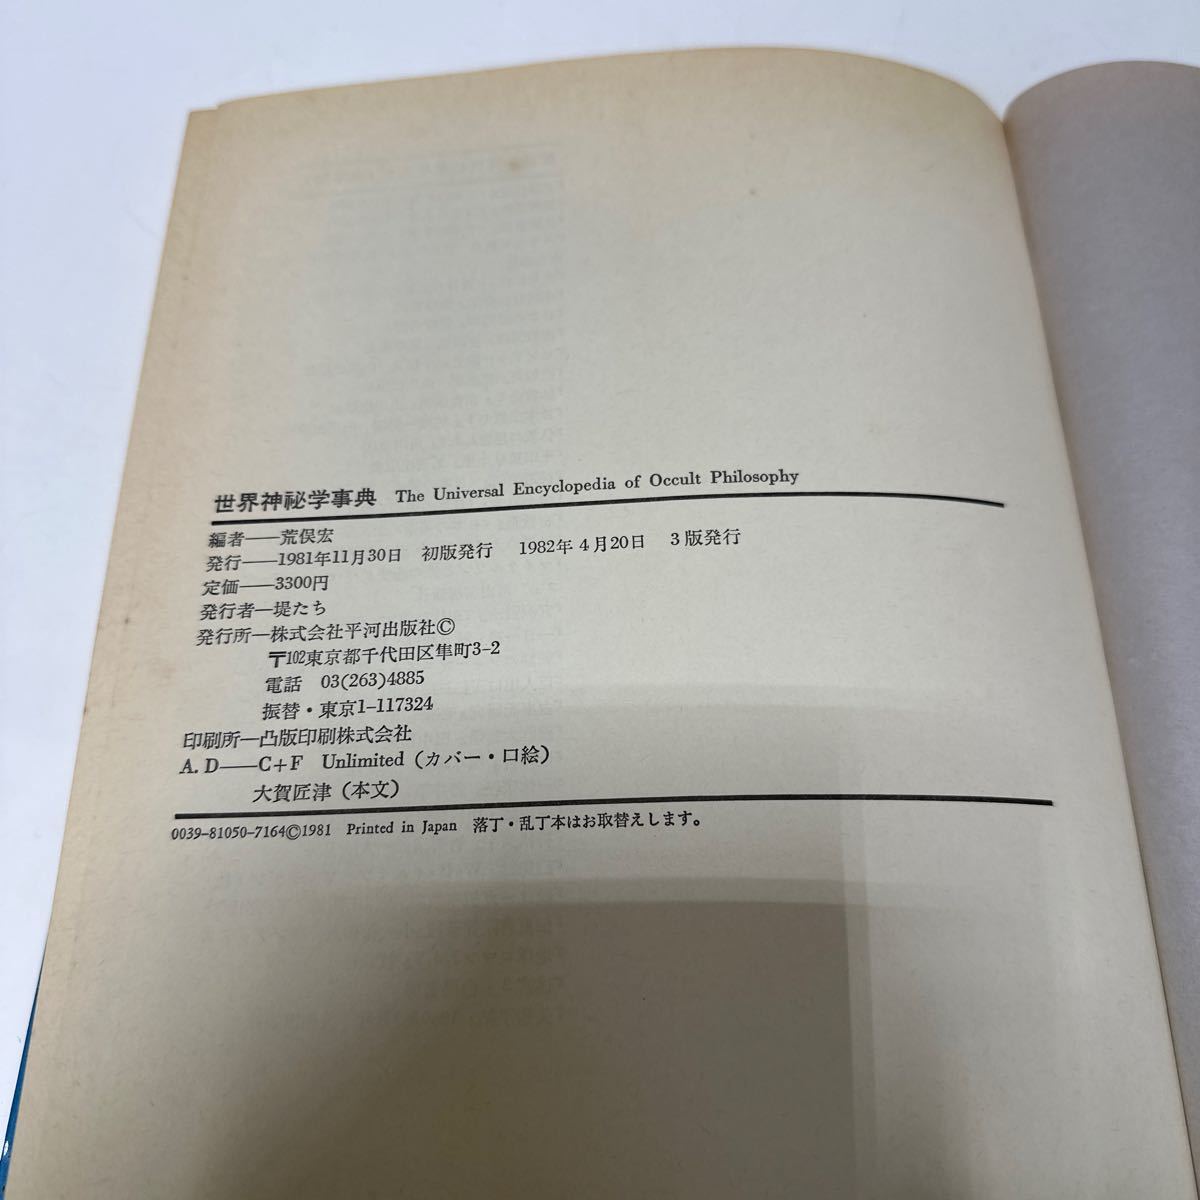 世界神秘学事典 The Universal Encyclopedia of Occult Philosophy
編者──荒俣宏
発行──1981年11月30日 初版発行 1982年4月20日 3版発行
定価──3300円
発行者─堤たち
発行所─株式会社平河出版社©
〒102東京都千代田区隼町3-2
電話 03(263)4885
振替・東京1-117324
印刷所─凸版印刷株式会社
A.D──C+F Unlimited（カバー・口絵）
大賀匠津（本文）
0039-81050-7164©1981 Printed in Japan 落丁・乱丁本はお取替えします。